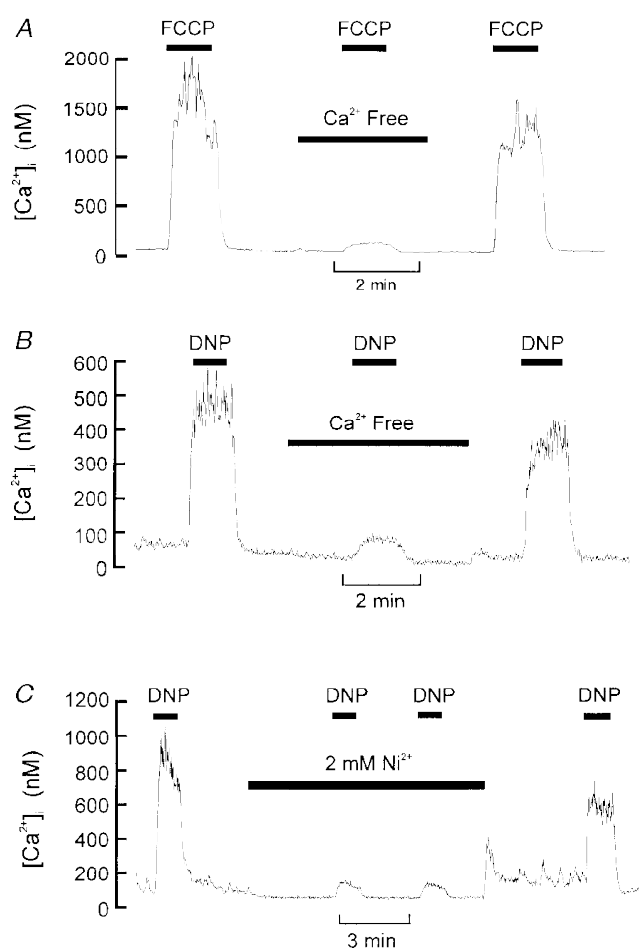 A
FCCP FCCP FCCP
2000
1500
1000
500
0
[Ca²⁺]ᵢ (nM)
Ca²⁺ Free
2 min
B
DNP DNP DNP
600
500
400
300
200
100
0
[Ca²⁺]ᵢ (nM)
Ca²⁺ Free
2 min
C
DNP DNP DNP DNP
1200
1000
800
600
400
200
0
[Ca²⁺]ᵢ (nM)
2 mM Ni²⁺
3 min